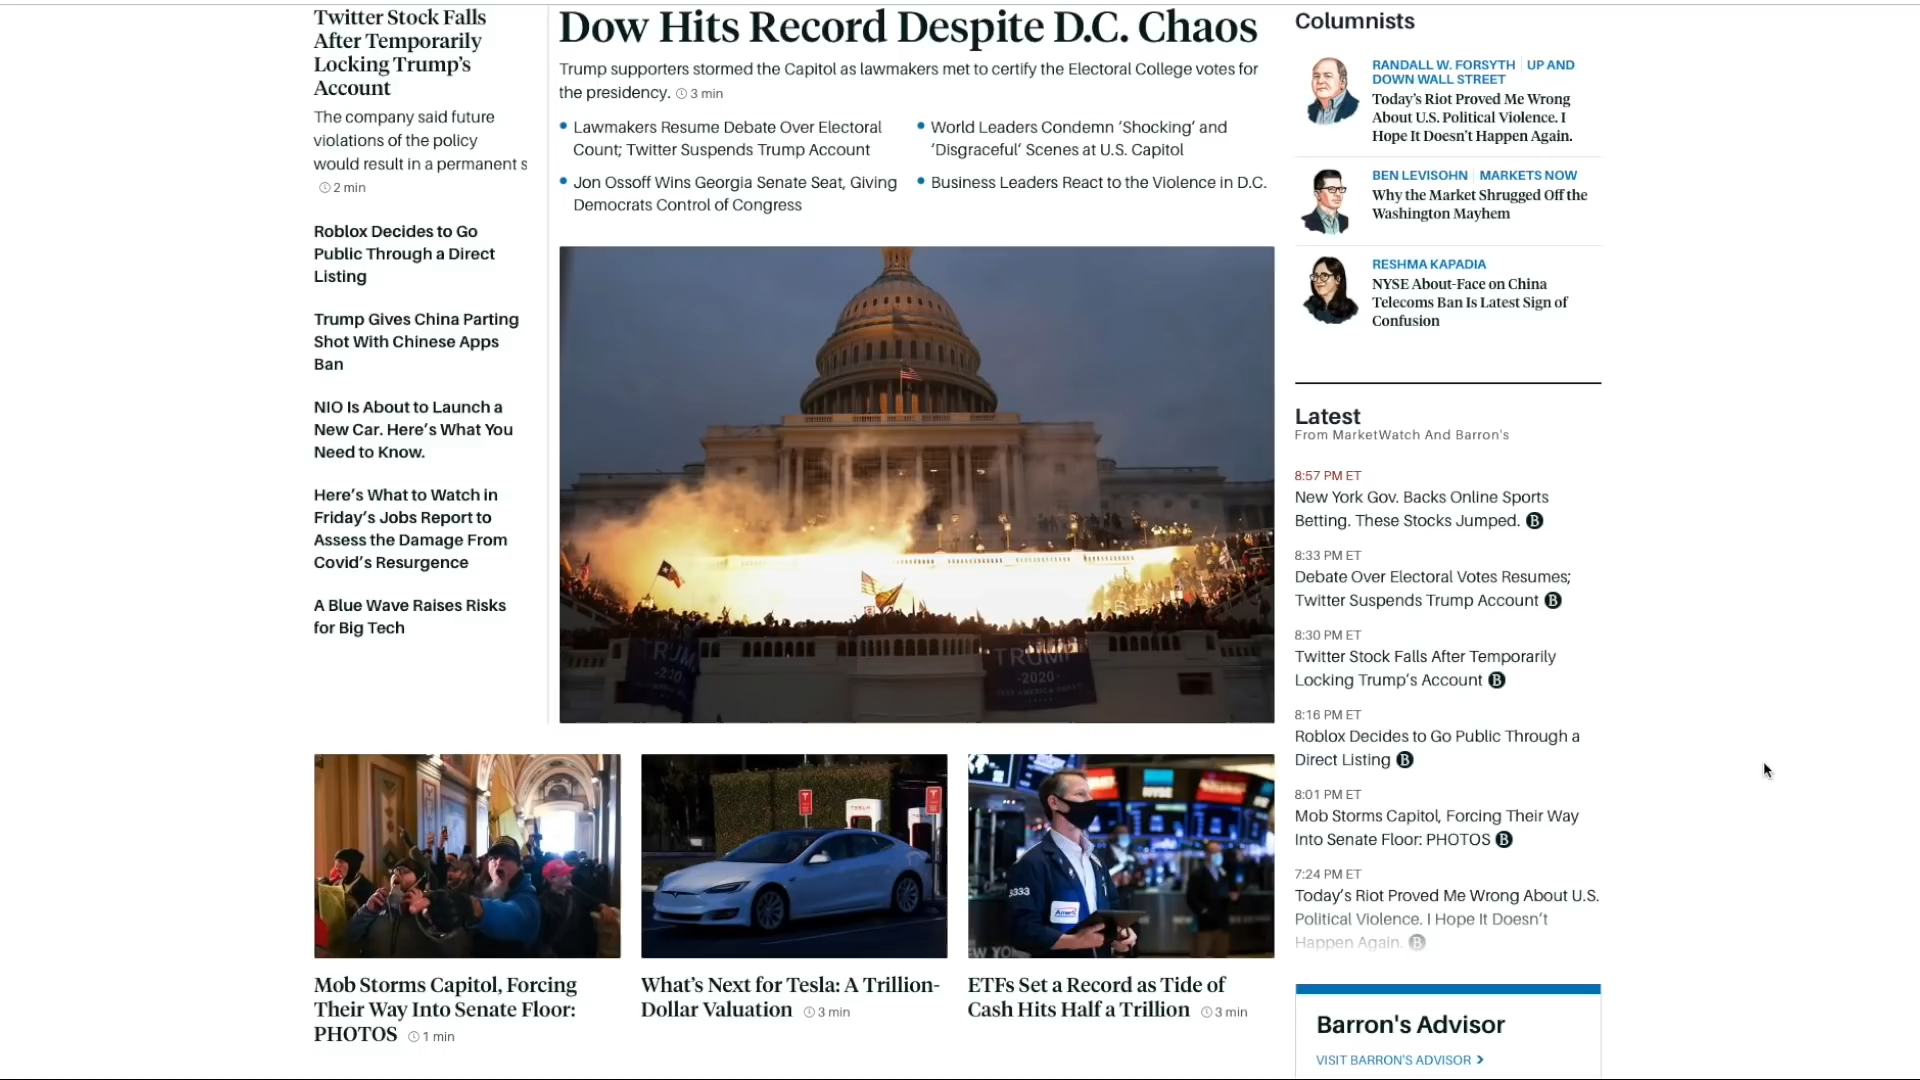 Twitter Stock Falls
After Temporarily
Locking Trump's
Account
The company said future
violations of the policy
would result in a permanent s
2 min
Roblox Decides to Go
Public Through a Direct
Listing
Trump Gives China Parting
Shot With Chinese Apps
Ban
NIO Is About to Launch a
New Car. Here's What You
Need to Know.
Here's What to Watch in
Friday's Jobs Report to
Assess the Damage From
Covid's Resurgence
A Blue Wave Raises Risks
for Big Tech
Dow Hits Record Despite D.C. Chaos
Trump supporters stormed the Capitol as lawmakers met to certify the Electoral College votes for
the presidency. 3 min
Lawmakers Resume Debate Over Electoral
Count; Twitter Suspends Trump Account
Jon Ossoff Wins Georgia Senate Seat, Giving
Democrats Control of Congress
World Leaders Condemn 'Shocking' and
'Disgraceful' Scenes at U.S. Capitol
Business Leaders React to the Violence in D.C.
TRUM
TRUMP
-2020-
Mob Storms Capitol, Forcing
Their Way Into Senate Floor:
PHOTOS 1 min
TESLA
3333
What's Next for Tesla: A Trillion-
Dollar Valuation 3 min
ETFs Set a Record as Tide of
Cash Hits Half a Trillion 3 min
Columnists
RANDALL W. FORSYTH | UP AND
DOWN WALL STREET
Today's Riot Proved Me Wrong
About U.S. Political Violence. I
Hope It Doesn't Happen Again.
BEN LEVISOHN | MARKETS NOW
Why the Market Shrugged Off the
Washington Mayhem
RESHMA KAPADIA
NYSE About-Face on China
Telecoms Ban Is Latest Sign of
Confusion
Latest
From MarketWatch And Barron's
8:57 PM ET
New York Gov. Backs Online Sports
Betting. These Stocks Jumped. B
8:33 PM ET
Debate Over Electoral Votes Resumes;
Twitter Suspends Trump Account B
8:30 PM ET
Twitter Stock Falls After Temporarily
Locking Trump's Account B
8:16 PM ET
Roblox Decides to Go Public Through a
Direct Listing B
8:01 PM ET
Mob Storms Capitol, Forcing Their Way
Into Senate Floor: PHOTOS B
7:24 PM ET
Today's Riot Proved Me Wrong About U.S.
Political Violence. I Hope It Doesn't
Happen Again. B
Barron's Advisor
VISIT BARRON'S ADVISOR >